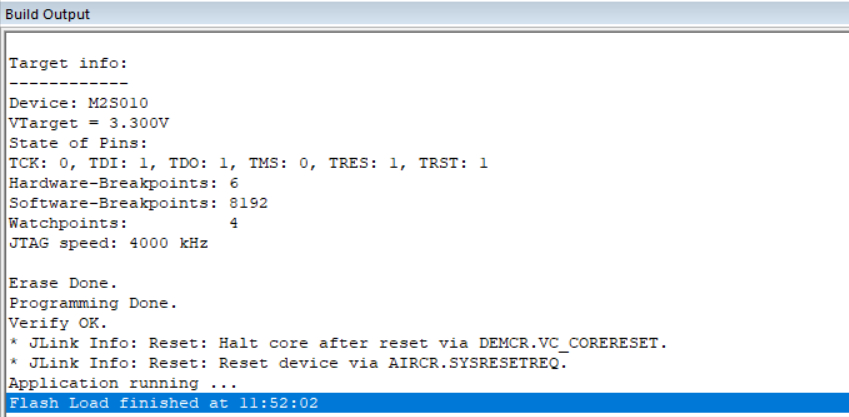 Build Output
Target info:
------------
Device: M2S010
VTarget = 3.300V
State of Pins:
TCK: 0, TDI: 1, TDO: 1, TMS: 0, TRES: 1, TRST: 1
Hardware-Breakpoints: 6
Software-Breakpoints: 8192
Watchpoints:          4
JTAG speed: 4000 kHz
Erase Done.
Programming Done.
Verify OK.
* JLink Info: Reset: Halt core after reset via DEMCR.VC_CORERESET.
* JLink Info: Reset: Reset device via AIRCR.SYSRESETREQ.
Application running ...
Flash Load finished at 11:52:02